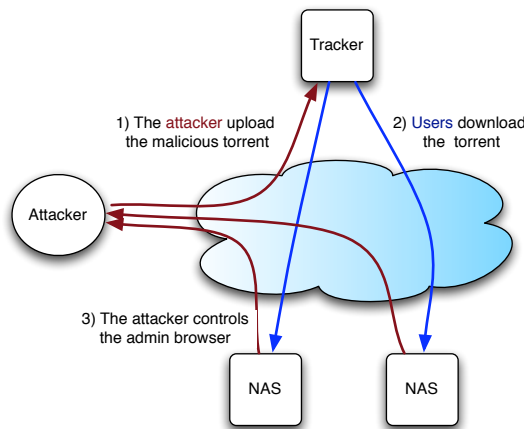 Tracker
1) The attacker upload
the malicious torrent
2) Users download
the torrent
Attacker
3) The attacker controls
the admin browser
NAS
NAS